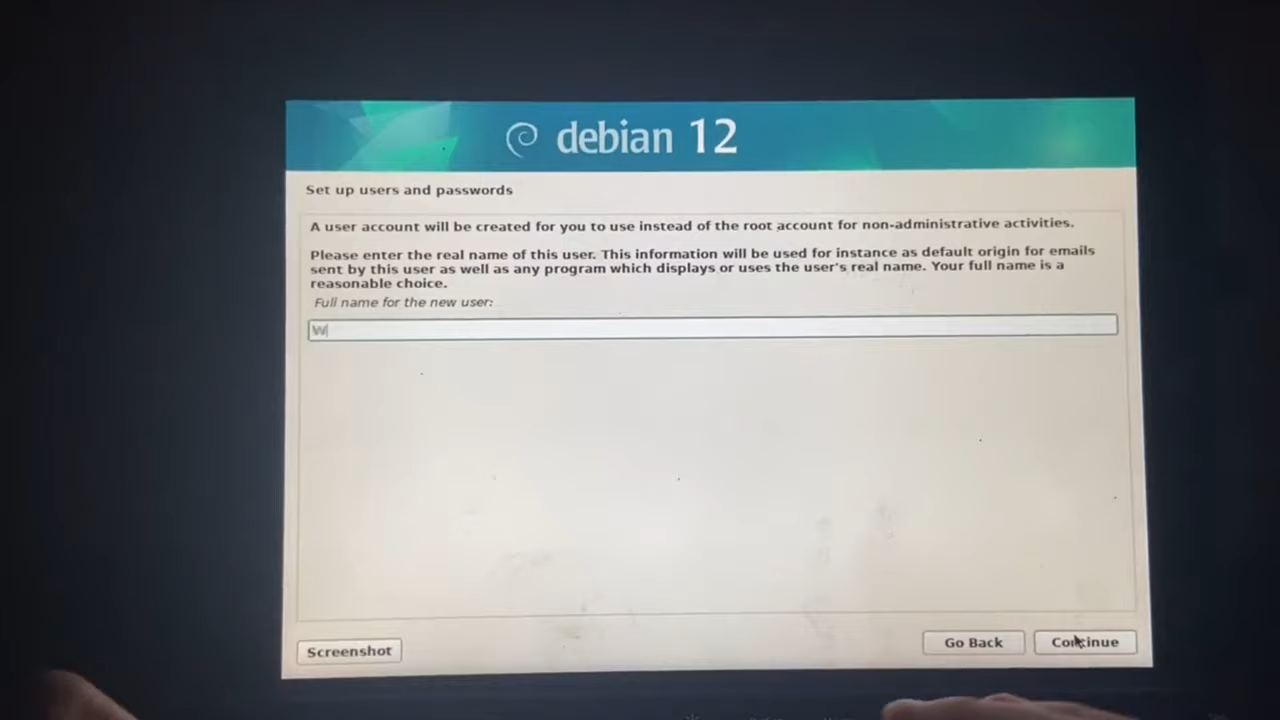 debian 12
Set up users and passwords
A user account will be created for you to use instead of the root account for non-administrative activities.
Please enter the real name of this user. This information will be used for instance as default origin for emails
sent by this user as well as any program which displays or uses the user's real name. Your full name is a
reasonable choice.
Full name for the new user:
W
Screenshot
Go Back
Continue